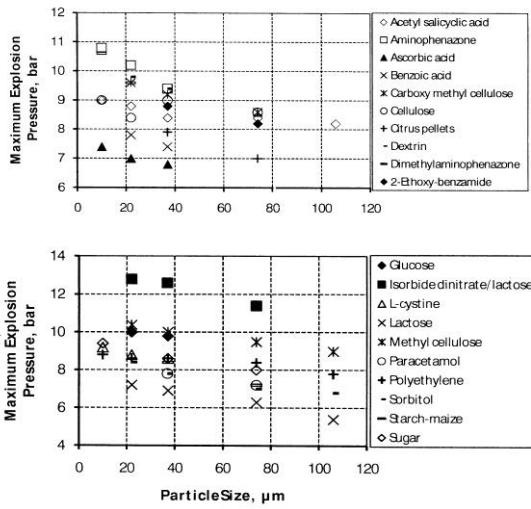 Maximum Explosion
Pressure, bar
12
11
10
9
8
7
6
0
20
40
60
80
100
120
Acetyl salicyclic acid
Aminophenazone
Ascorbic acid
Benzoic acid
Carboxy methyl cellulose
Cellulose
Citrus pellets
Dextrin
Dimethylaminophenazone
2-Ethoxy-benzamide
Maximum Explosion
Pressure, bar
14
12
10
8
6
4
0
20
40
60
80
100
120
ParticleSize, µm
Glucose
Isorbide dinitrate/lactose
L-cystine
Lactose
Methyl cellulose
Paracetamol
Polyethylene
Sorbitol
Starch-maize
Sugar